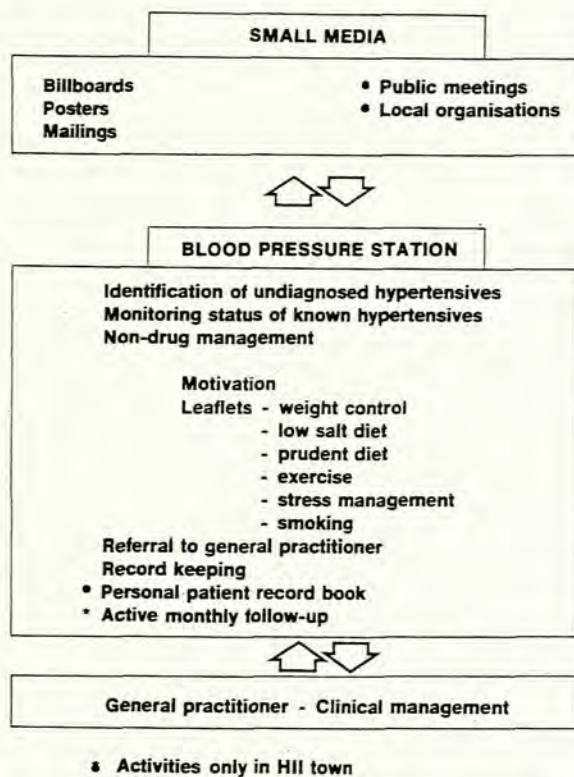 SMALL MEDIA
Billboards
Posters
Mailings
• Public meetings
• Local organisations
BLOOD PRESSURE STATION
Identification of undiagnosed hypertensives
Monitoring status of known hypertensives
Non-drug management
Motivation
Leaflets - weight control
- low salt diet
- prudent diet
- exercise
- stress management
- smoking
Referral to general practitioner
Record keeping
• Personal patient record book
* Active monthly follow-up
General practitioner - Clinical management
Activities only in HII town